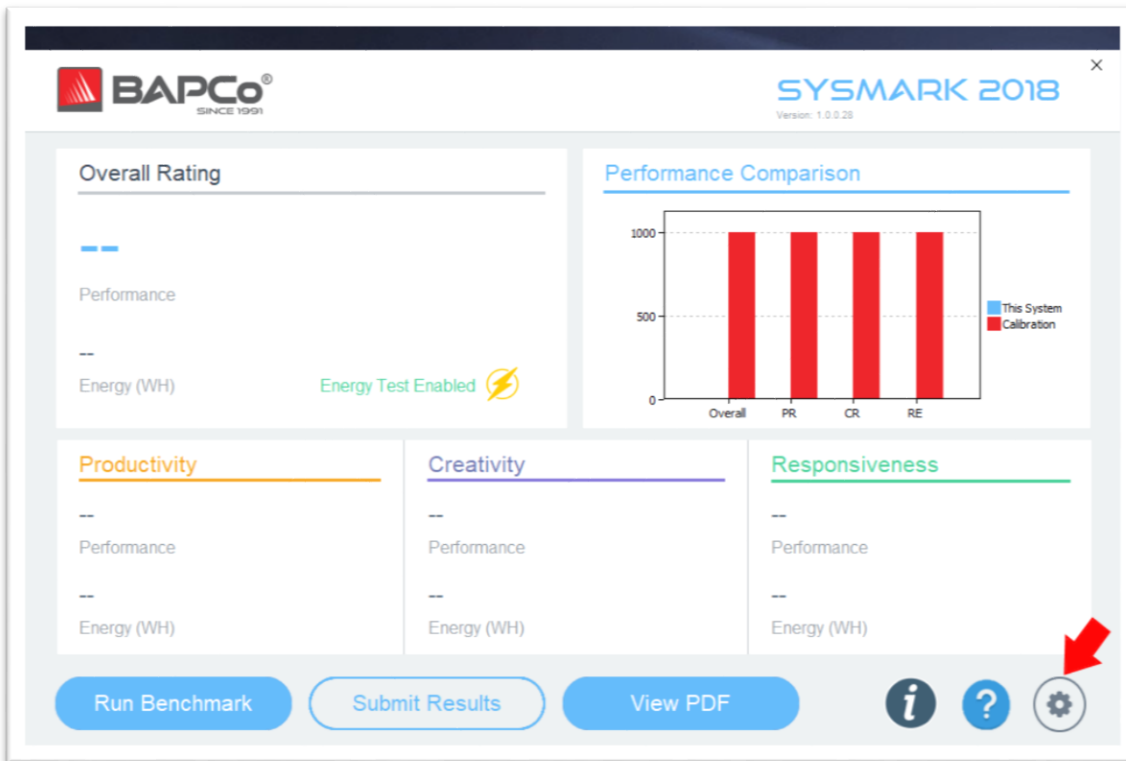 BAPCo®
SINCE 1991
SYSMARK 2018
Version: 1.0.0.28
Overall Rating
--
Performance
--
Energy (WH)
Energy Test Enabled
Performance Comparison
1000
500
0
Overall PR CR RE
This System
Calibration
Productivity
--
Performance
--
Energy (WH)
Creativity
--
Performance
--
Energy (WH)
Responsiveness
--
Performance
--
Energy (WH)
Run Benchmark
Submit Results
View PDF
i
?